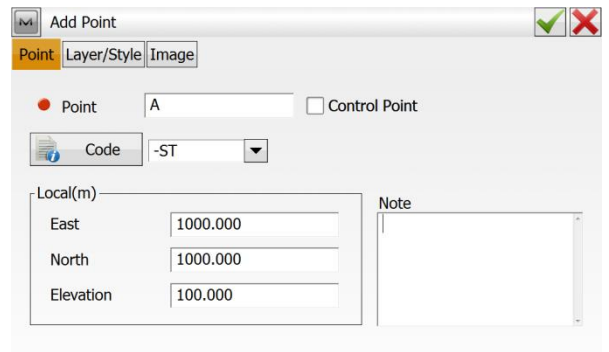 Add Point
Point Layer/Style Image
Point A Control Point
Code -ST
Local(m)
East 1000.000
North 1000.000
Elevation 100.000
Note